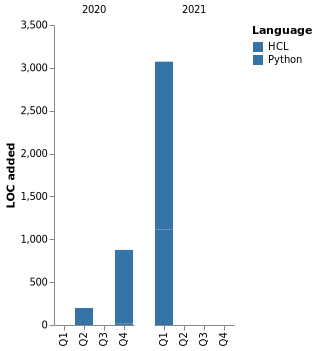 2020 2021
Language
HCL
Python
LOC added
3,500
3,000
2,500
2,000
1,500
1,000
500
0
Q1 Q2 Q3 Q4 Q1 Q2 Q3 Q4